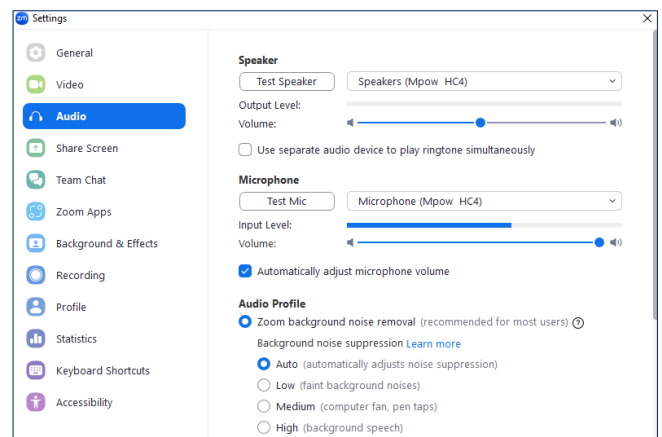 zm Settings
General
Video
Audio
Share Screen
Team Chat
Zoom Apps
Background & Effects
Recording
Profile
Statistics
Keyboard Shortcuts
Accessibility
Speaker
Test Speaker Speakers (Mpow HC4)
Output Level:
Volume:
Use separate audio device to play ringtone simultaneously
Microphone
Test Mic Microphone (Mpow HC4)
Input Level:
Volume:
Automatically adjust microphone volume
Audio Profile
Zoom background noise removal (recommended for most users) ?
Background noise suppression Learn more
Auto (automatically adjusts noise suppression)
Low (faint background noises)
Medium (computer fan, pen taps)
High (background speech)